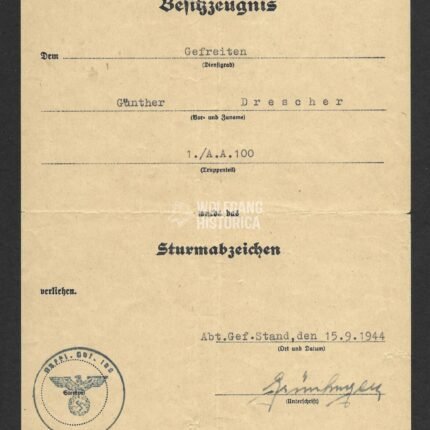 Besitzzeugnis
Dem Gefreiten
(Dienstgrad)
Günther Drescher
(Vor- und Zuname)
1./A.A.100
(Truppenteil)
wurde das
WOLFGANG
HISTORICA
Sturmabzeichen
verliehen.
Abt.Gef.Stand,den 15.9.1944
(Ort und Datum)
(Unterschrift)